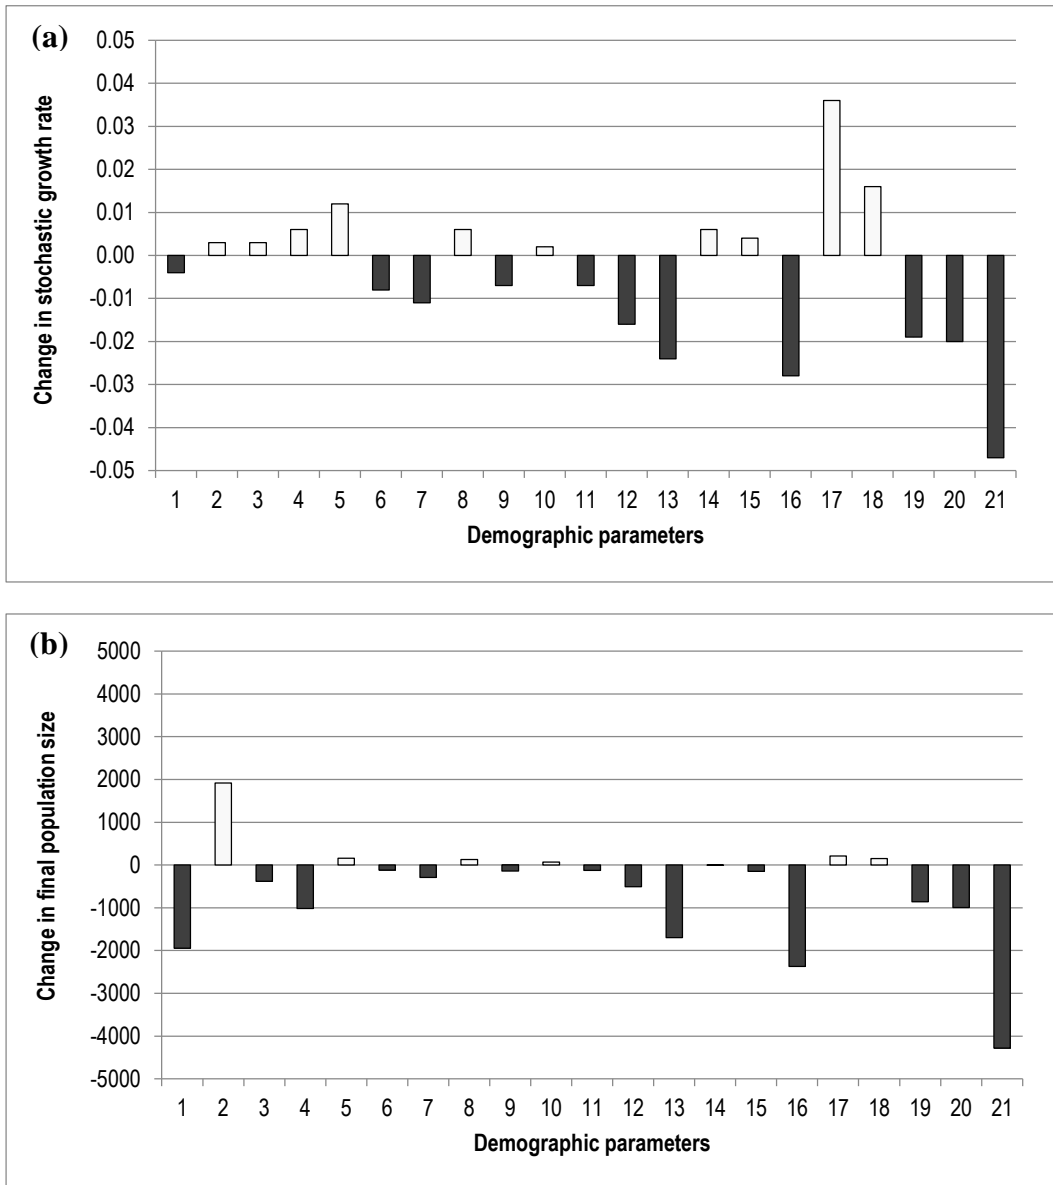 (a)
Change in stochastic growth rate
0.05
0.04
0.03
0.02
0.01
0.00
-0.01
-0.02
-0.03
-0.04
-0.05
1 2 3 4 5 6 7 8 9 10 11 12 13 14 15 16 17 18 19 20 21
Demographic parameters
(b)
Change in final population size
5000
4000
3000
2000
1000
0
-1000
-2000
-3000
-4000
-5000
1 2 3 4 5 6 7 8 9 10 11 12 13 14 15 16 17 18 19 20 21
Demographic parameters